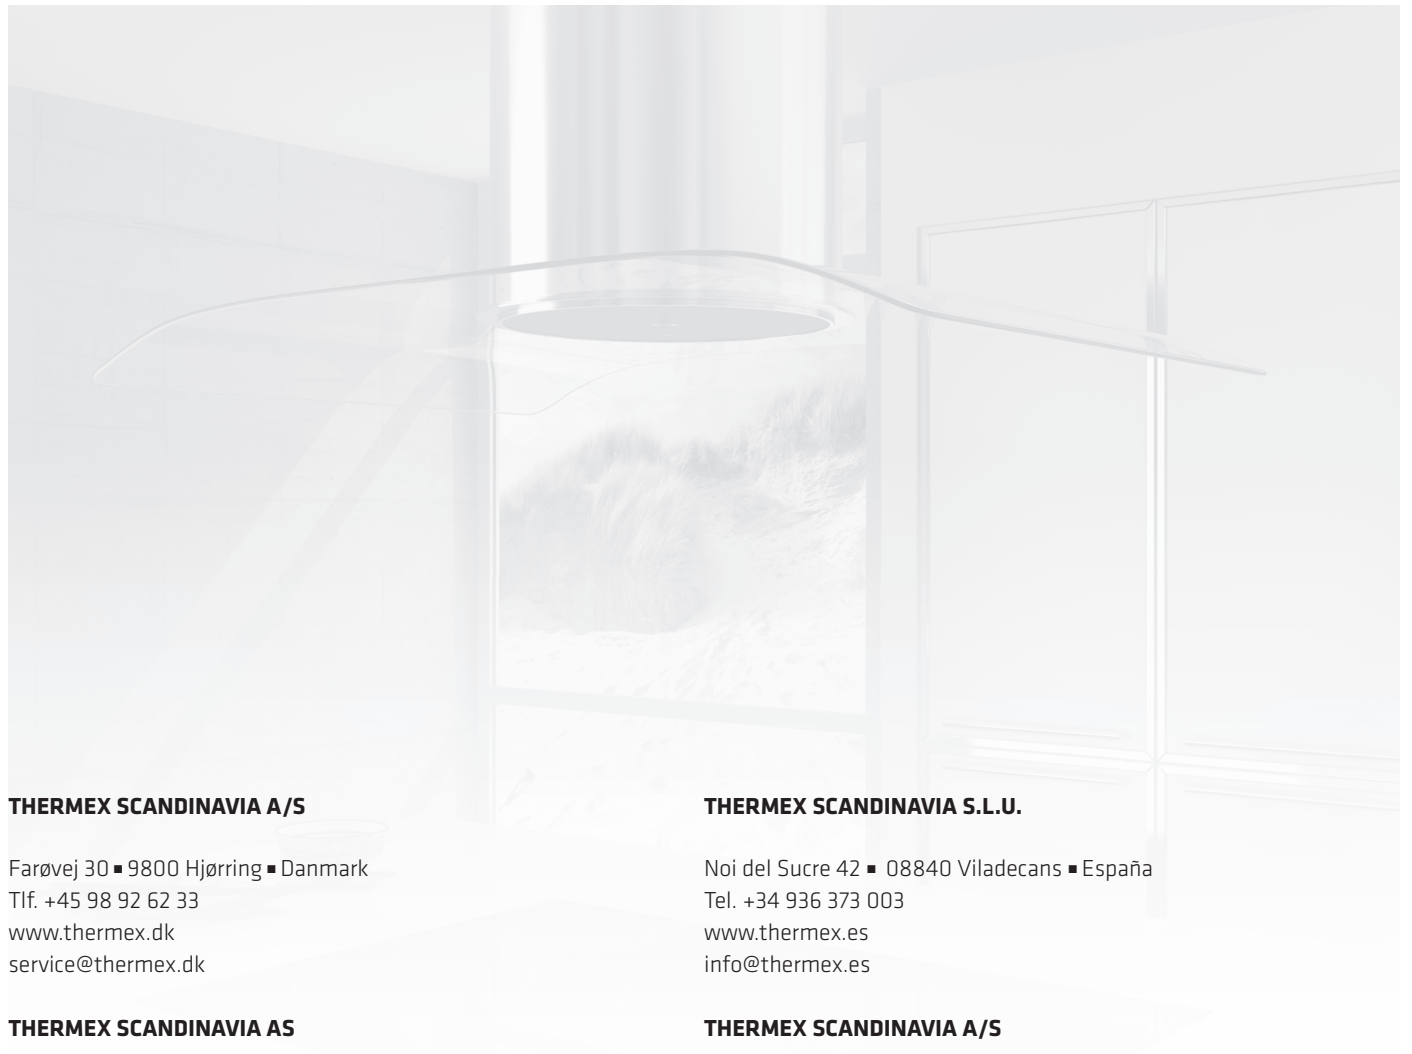 THERMEX SCANDINAVIA A/S
Farøvej 30 ▪ 9800 Hjørring ▪ Danmark
Tlf. +45 98 92 62 33
www.thermex.dk
service@thermex.dk
THERMEX SCANDINAVIA S.L.U.
Noi del Sucre 42 ▪ 08840 Viladecans ▪ España
Tel. +34 936 373 003
www.thermex.es
info@thermex.es
THERMEX SCANDINAVIA AS
THERMEX SCANDINAVIA A/S